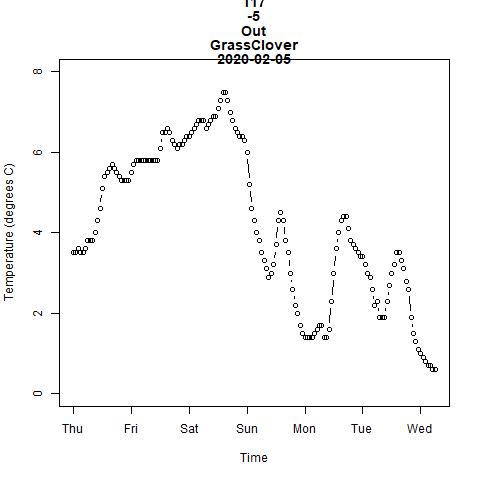 T17
-5
Out
GrassClover
2020-02-05
Temperature (degrees C)
8
6
4
2
0
Thu Fri Sat Sun Mon Tue Wed
Time